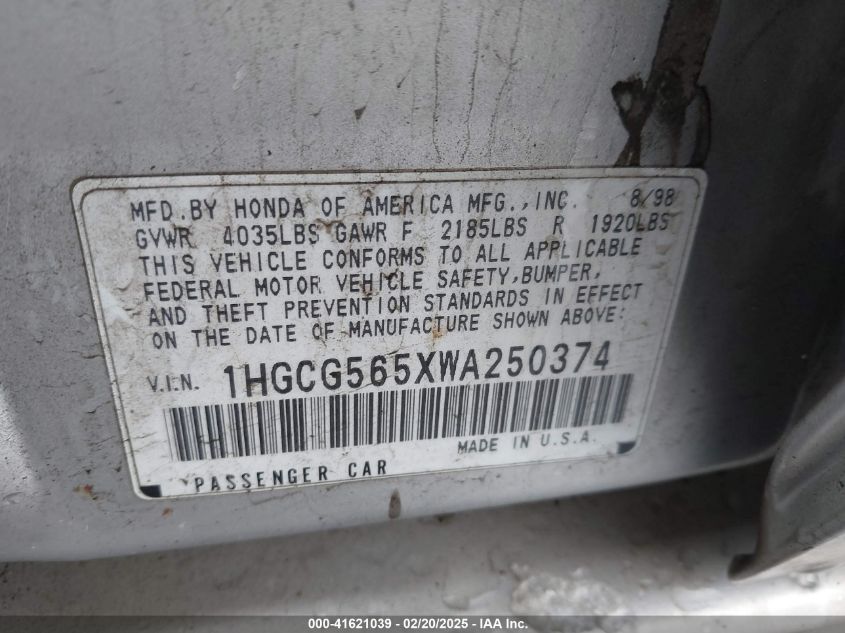 MFD.BY HONDA OF AMERICA MFG.,INC. 8/98
GVWR 4035LBS GAWR F 2185LBS R 1920LBS
THIS VEHICLE CONFORMS TO ALL APPLICABLE
FEDERAL MOTOR VEHICLE SAFETY,BUMPER,
AND THEFT PREVENTION STANDARDS IN EFFECT
ON THE DATE OF MANUFACTURE SHOWN ABOVE:
V.I.N. 1HGCG565XWA250374
MADE IN U.S.A.
PASSENGER CAR
000-41621039 - 02/20/2025 - IAA Inc.